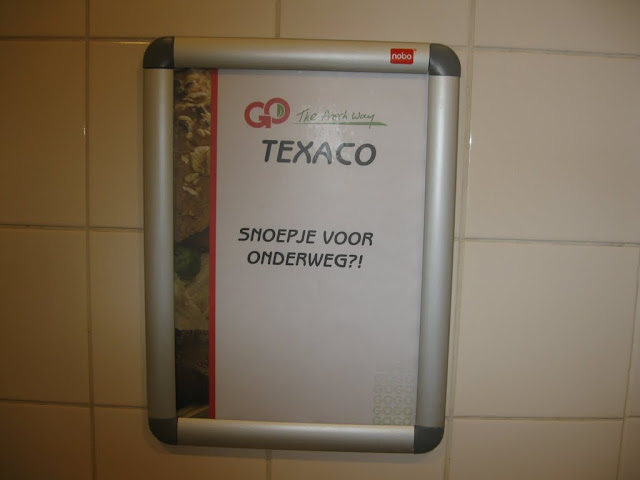 nobo
GO The Fresh Way
TEXACO
SNOEPJE VOOR
ONDERWEG?!